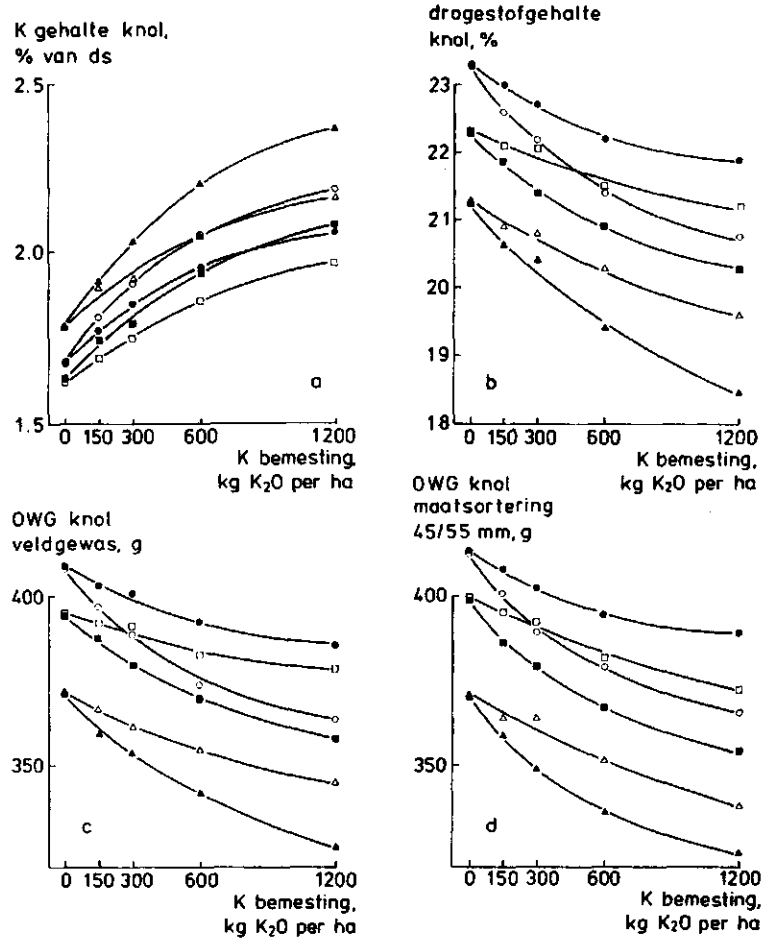 K gehalte knol,
% van ds
2.5
2.0
1.5
a
0 150 300 600 1200
K bemesting,
kg K₂O per ha
drogestofgehalte
knol, %
23
22
21
20
19
18
b
0 150 300 600 1200
K bemesting,
kg K₂O per ha
OWG knol
veldgewas, g
400
350
c
0 150 300 600 1200
K bemesting,
kg K₂O per ha
OWG knol
maatsortering
45/55 mm, g
400
350
d
0 150 300 600 1200
K bemesting,
kg K₂O per ha